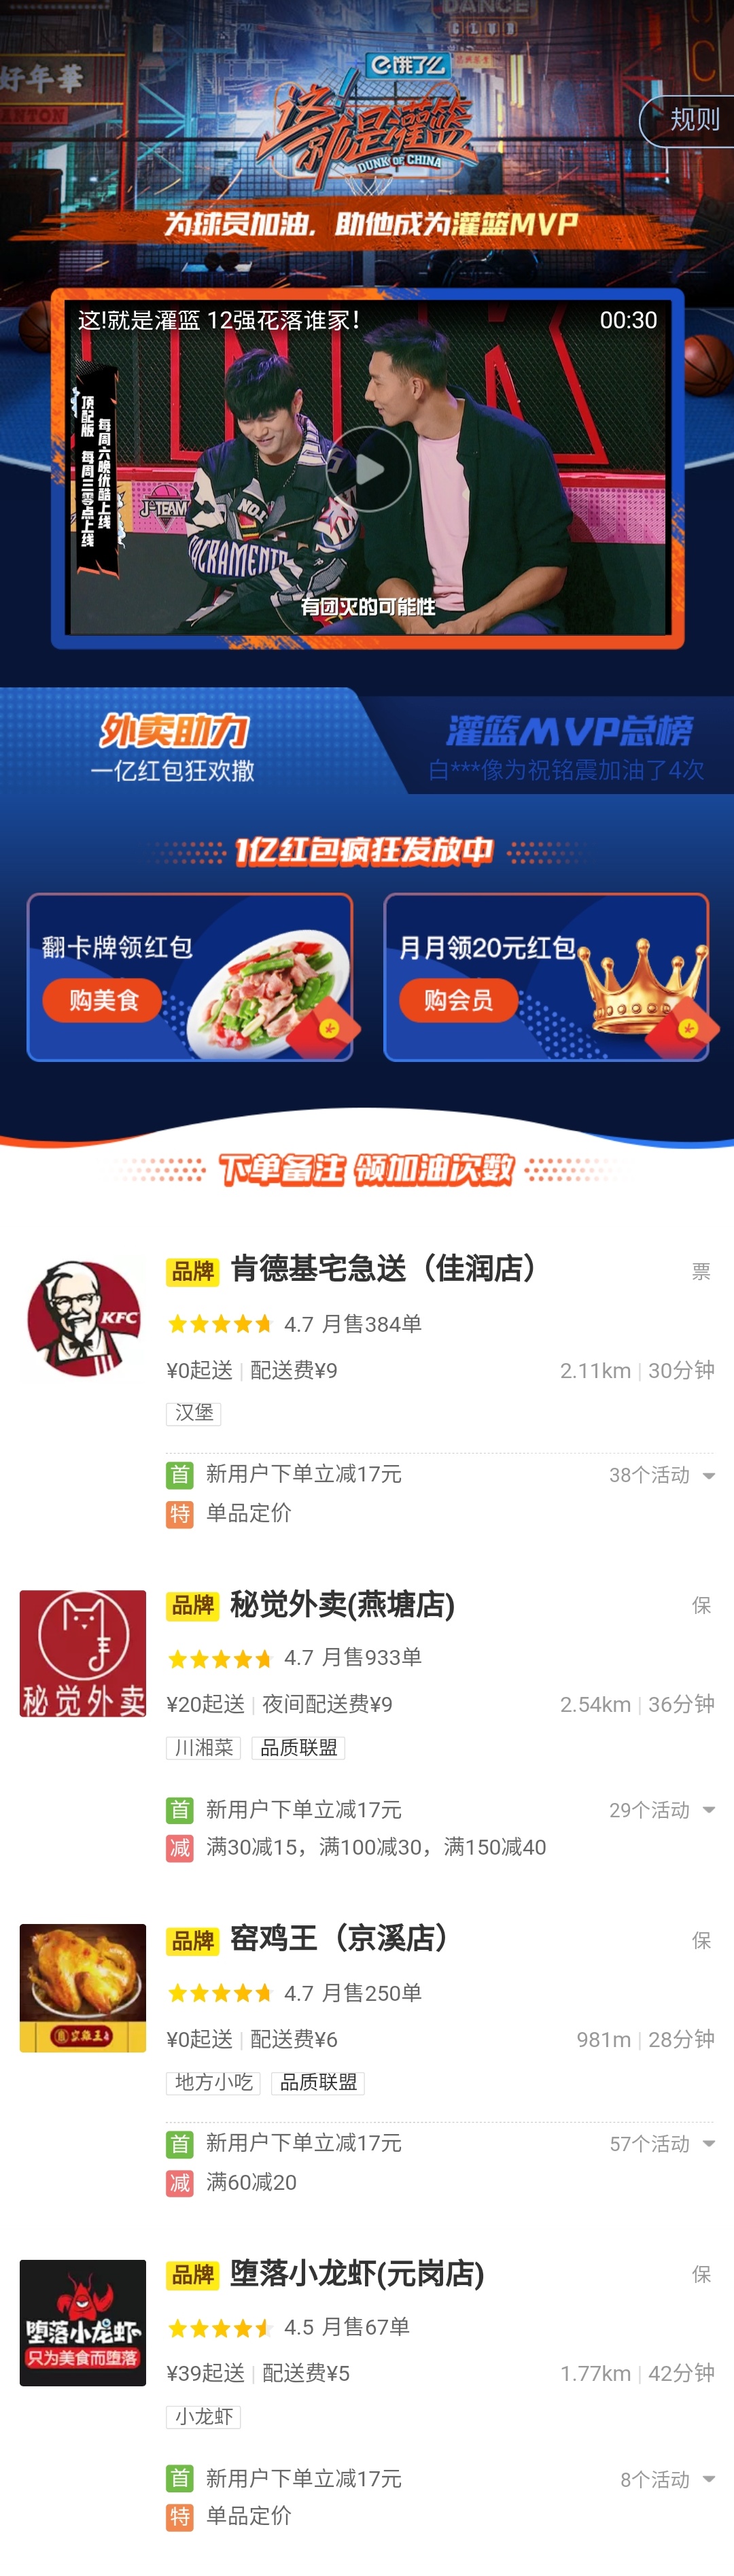 DANCE
CLUB
好年華
ANTON
饿了么
规则
这!就是灌篮
DUNK OF CHINA
为球员加油，助他成为灌篮MVP
这!就是灌篮 12强花落谁家!
00:30
每周六晚优酷上线
顶配版 每周三零点上线
J-TEAM
NO.1
有团灭的可能性
外卖助力
一亿红包狂欢撒
灌篮MVP总榜
白***像为祝铭震加油了4次
1亿红包疯狂发放中
翻卡牌领红包
购美食
月月领20元红包
购会员
下单备注 领加油次数
KFC
品牌 肯德基宅急送（佳润店） 票
4.7 月售384单
¥0起送 | 配送费¥9 2.11km | 30分钟
汉堡
首 新用户下单立减17元 38个活动
特 单品定价
秘觉外卖
品牌 秘觉外卖(燕塘店) 保
4.7 月售933单
¥20起送 | 夜间配送费¥9 2.54km | 36分钟
川湘菜 品质联盟
首 新用户下单立减17元 29个活动
减 满30减15，满100减30，满150减40
品牌 窑鸡王（京溪店） 保
4.7 月售250单
¥0起送 | 配送费¥6 981m | 28分钟
地方小吃 品质联盟
首 新用户下单立减17元 57个活动
减 满60减20
堕落小龙虾
只为美食而堕落
品牌 堕落小龙虾(元岗店) 保
4.5 月售67单
¥39起送 | 配送费¥5 1.77km | 42分钟
小龙虾
首 新用户下单立减17元 8个活动
特 单品定价